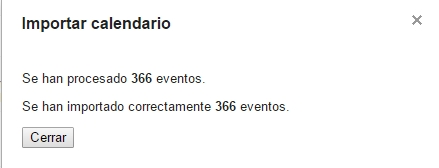 Importar calendario
Se han procesado 366 eventos.
Se han importado correctamente 366 eventos.
Cerrar